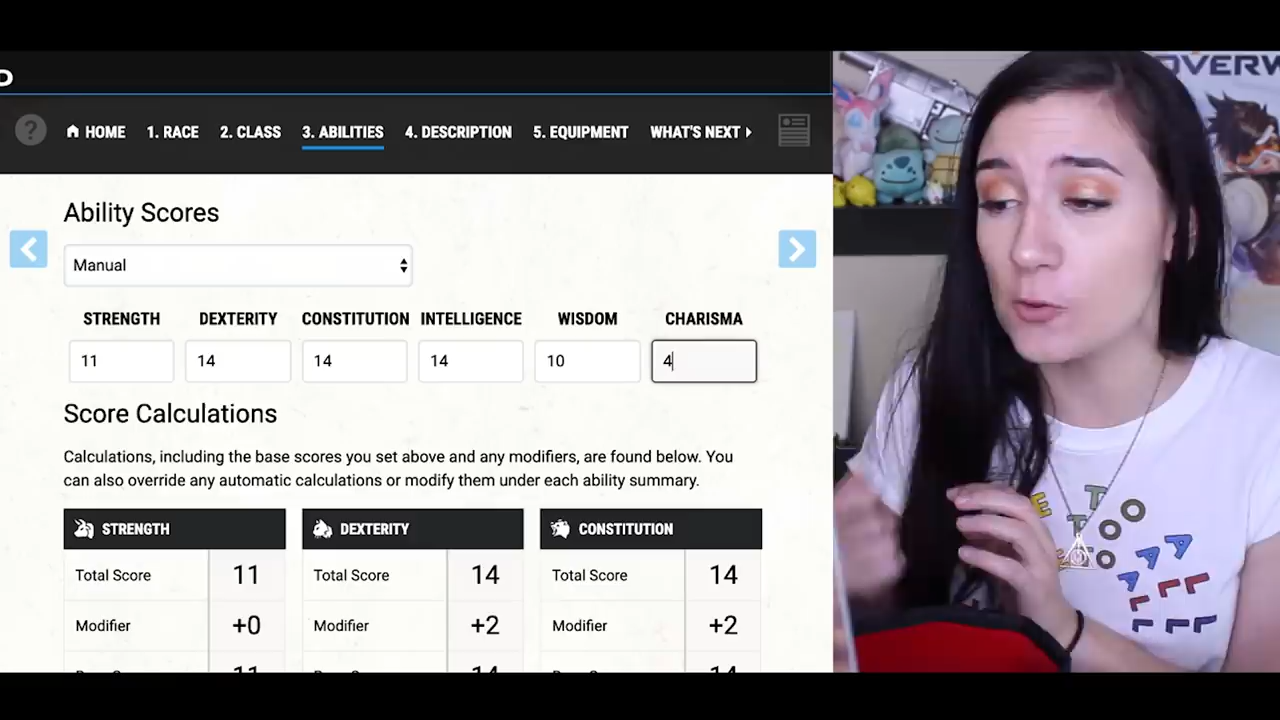 OVERW
?
HOME 1. RACE 2. CLASS 3. ABILITIES 4. DESCRIPTION 5. EQUIPMENT WHAT'S NEXT
Ability Scores
Manual
STRENGTH DEXTERITY CONSTITUTION INTELLIGENCE WISDOM CHARISMA
11 14 14 14 10 4
Score Calculations
Calculations, including the base scores you set above and any modifiers, are found below. You
can also override any automatic calculations or modify them under each ability summary.
STRENGTH DEXTERITY CONSTITUTION
Total Score 11 Total Score 14 Total Score 14
Modifier +0 Modifier +2 Modifier +2